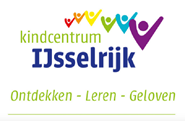 kindcentrum
IJsselrijk
Ontdekken - Leren - Geloven